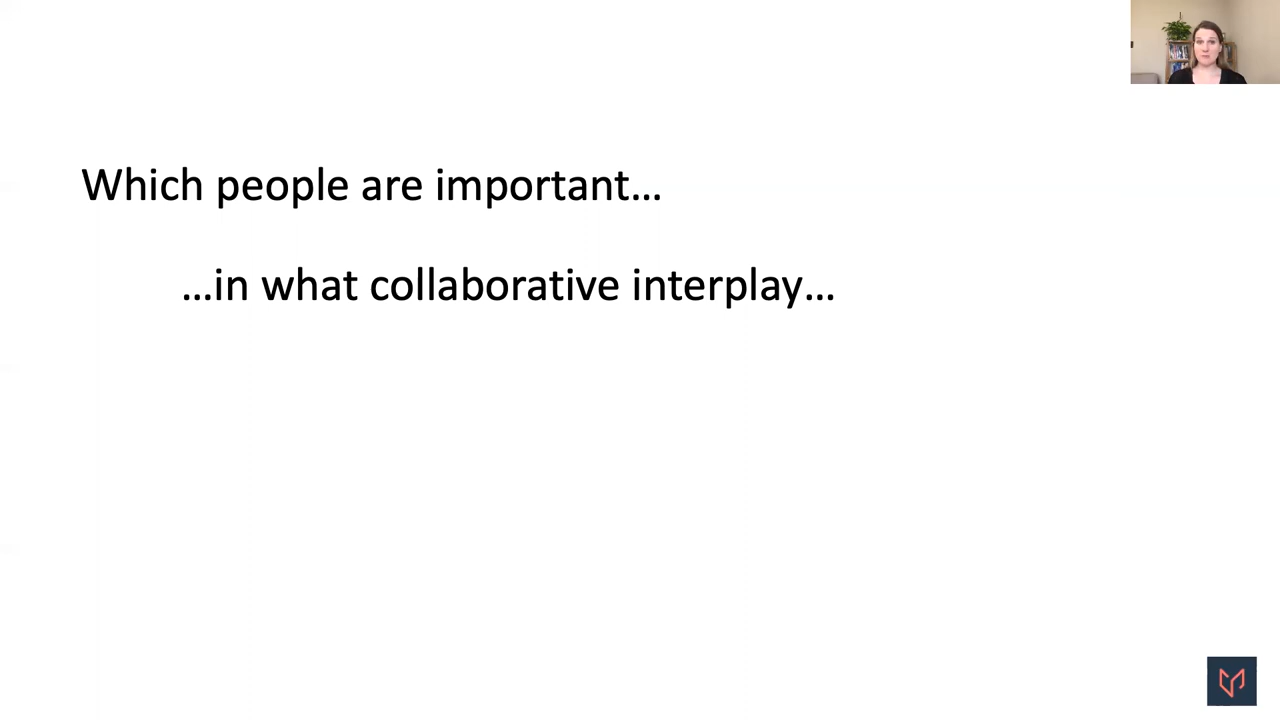 Which people are important…
…in what collaborative interplay…